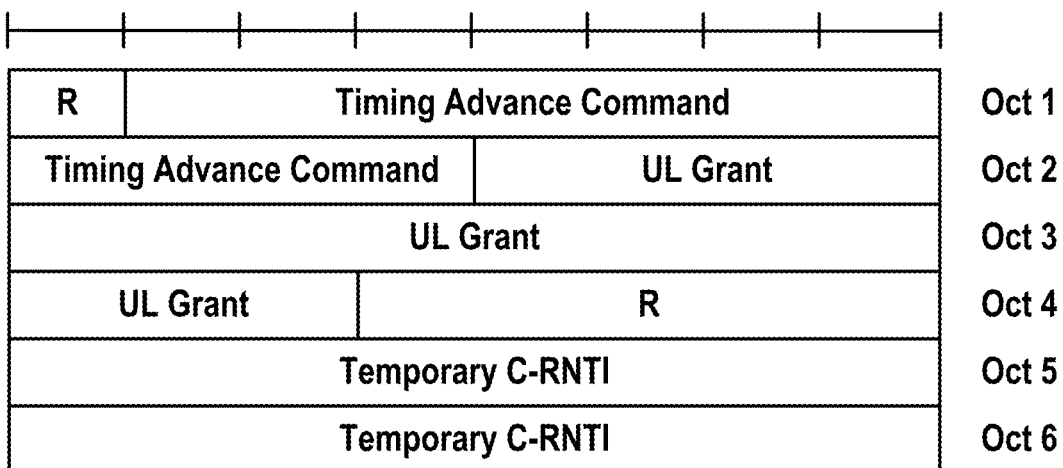 R Timing Advance Command Oct 1
Timing Advance Command UL Grant Oct 2
UL Grant Oct 3
UL Grant R Oct 4
Temporary C-RNTI Oct 5
Temporary C-RNTI Oct 6